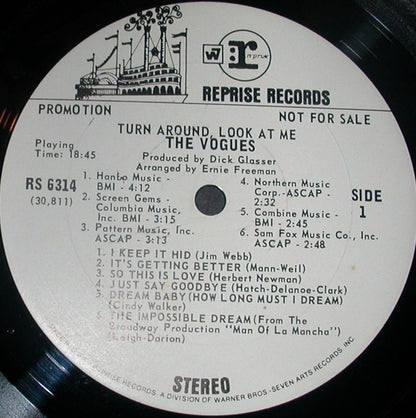 W7
r
reprise
REPRISE RECORDS
PROMOTION
NOT FOR SALE
TURN AROUND, LOOK AT ME
THE VOGUES
Playing
Time: 18:45
Produced by Dick Glasser
Arranged by Ernie Freeman
RS 6314
(30,811)
1. Hanbo Music -
BMI - 4:12
2. Screen Gems -
Columbia Music,
Inc. BMI - 3:15
3. Pattern Music, Inc.
ASCAP - 3:13
4. Northern Music
Corp.-ASCAP -
2:32
5. Combine Music -
BMI - 2:45
6. Sam Fox Music Co., Inc.
ASCAP - 2:48
SIDE
1
1. I KEEP IT HID (Jim Webb)
2. IT'S GETTING BETTER (Mann-Weil)
3. SO THIS IS LOVE (Herbert Newman)
4. JUST SAY GOODBYE (Hatch-Delanoe-Clark)
5. DREAM BABY (HOW LONG MUST I DREAM)
(Cindy Walker)
6. THE IMPOSSIBLE DREAM (From The
Broadway Production "Man Of La Mancha")
(Leigh-Darion)
STEREO
REPRISE RECORDS, A DIVISION OF WARNER BROS.-SEVEN ARTS RECORDS, INC.